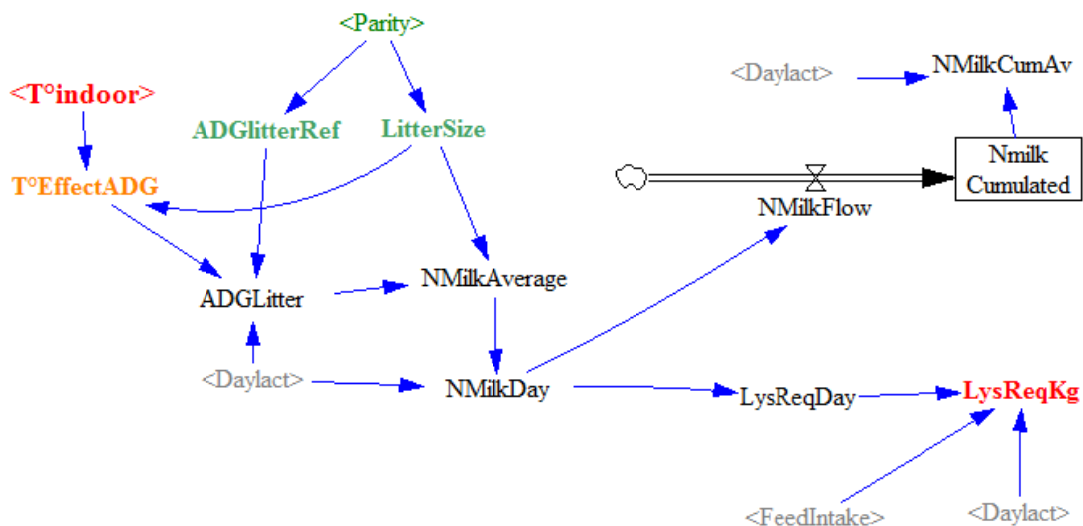 <Parity>
NMilkCumAv
<Daylact>
<T°indoor>
ADGlitterRef
LitterSize
Nmilk
Cumulated
T°EffectADG
NMilkFlow
NMilkAverage
ADGLitter
<Daylact>
NMilkDay
LysReqDay
LysReqKg
<FeedIntake>
<Daylact>